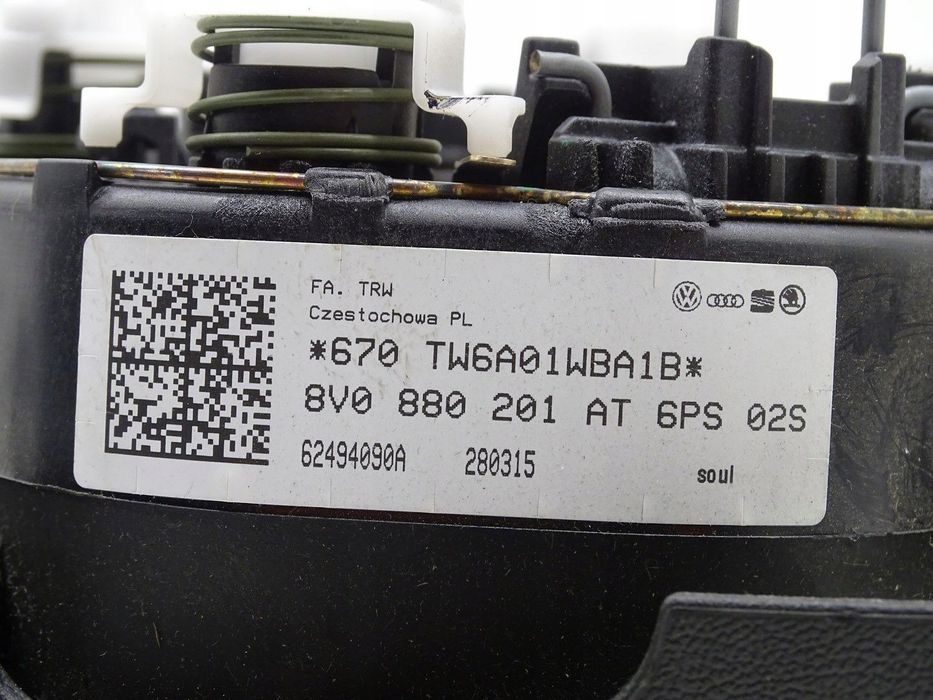 FA. TRW
Czestochowa PL
*670 TW6A01WBA1B*
8V0 880 201 AT 6PS 02S
62494090A 280315 soul